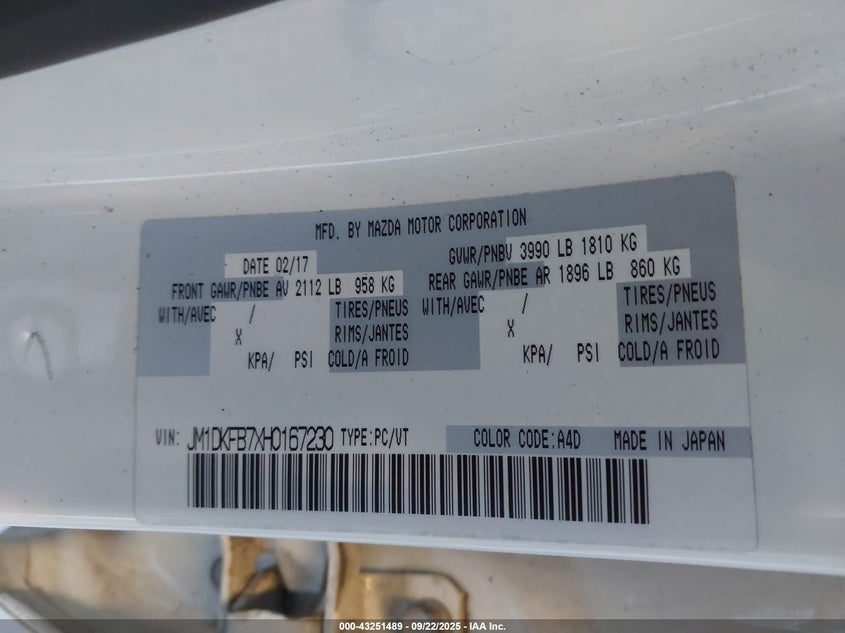 MFD. BY MAZDA MOTOR CORPORATION
DATE 02/17 GVWR/PNBV 3990 LB 1810 KG
FRONT GAWR/PNBE AV 2112 LB 958 KG REAR GAWR/PNBE AR 1896 LB 860 KG
WITH/AVEC / TIRES/PNEUS WITH/AVEC / TIRES/PNEUS
X RIMS/JANTES X RIMS/JANTES
KPA/ PSI COLD/A FROID KPA/ PSI COLD/A FROID
VIN: JM1DKFB7XH0167230 TYPE:PC/VT COLOR CODE:A4D MADE IN JAPAN
000-43251489 - 09/22/2025 - IAA Inc.